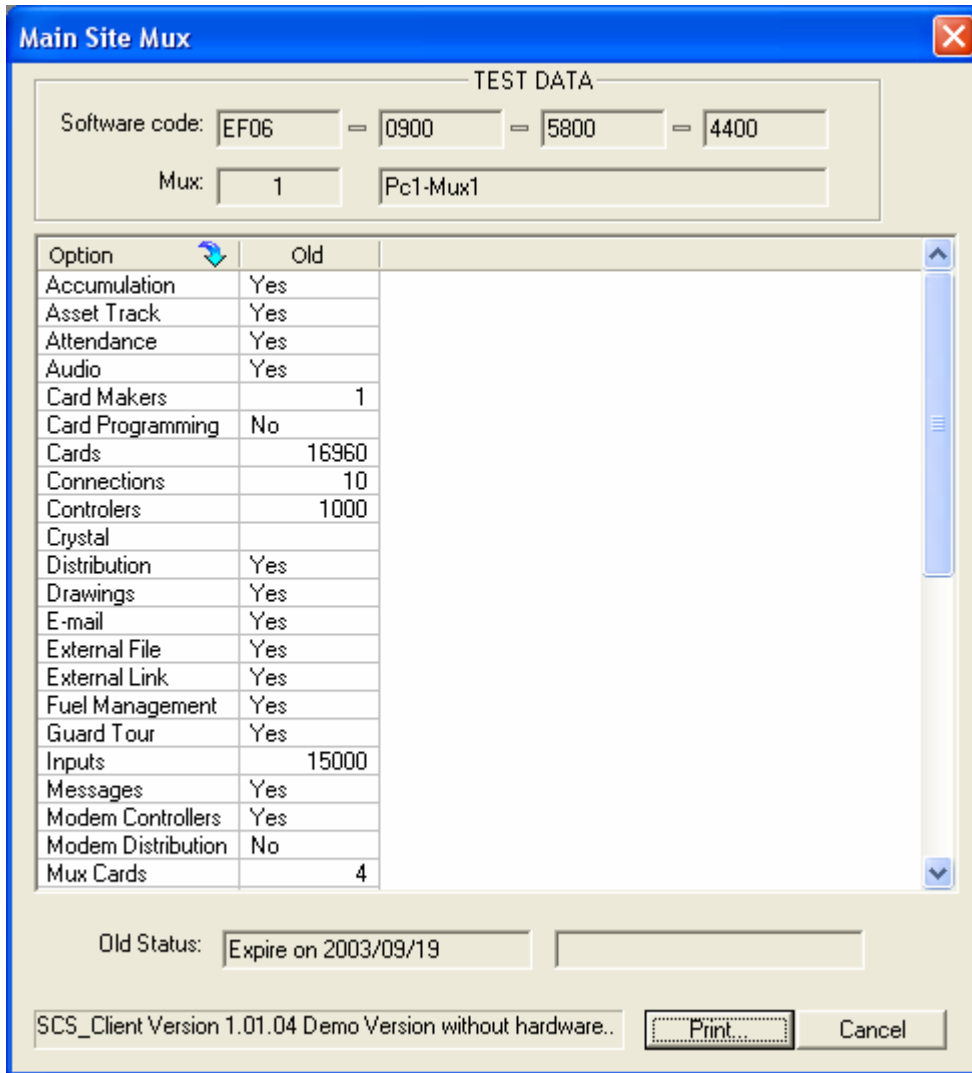 Main Site Mux
TEST DATA
Software code: EF06 - 0900 - 5800 - 4400
Mux: 1 Pc1-Mux1
Option Old
Accumulation Yes
Asset Track Yes
Attendance Yes
Audio Yes
Card Makers 1
Card Programming No
Cards 16960
Connections 10
Controlers 1000
Crystal
Distribution Yes
Drawings Yes
E-mail Yes
External File Yes
External Link Yes
Fuel Management Yes
Guard Tour Yes
Inputs 15000
Messages Yes
Modem Controllers Yes
Modem Distribution No
Mux Cards 4
Old Status: Expire on 2003/09/19
SCS_Client Version 1.01.04 Demo Version without hardware.. Print... Cancel